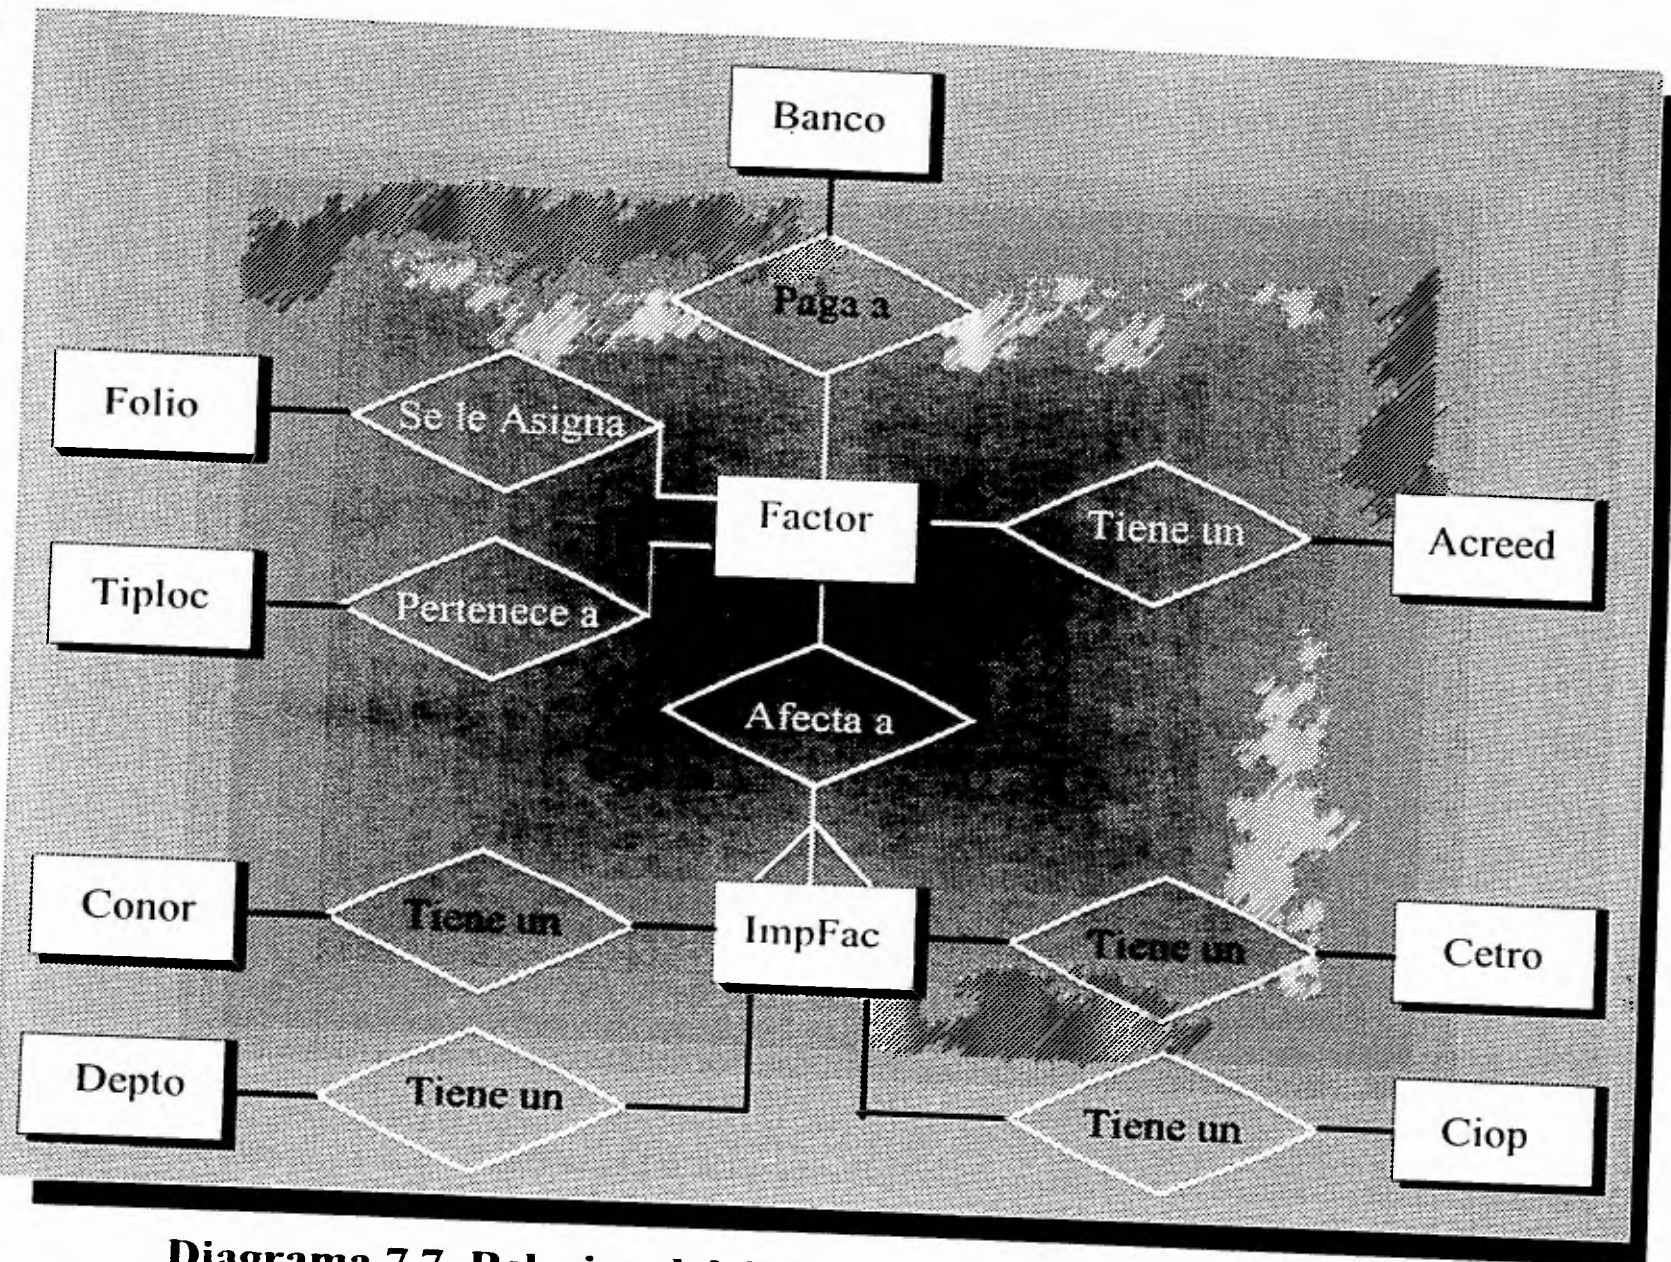 Banco
Paga a
Folio
Se le Asigna
Factor
Tiene un
Acreed
Tiploc
Pertenece a
Afecta a
Conor
Tiene un
ImpFac
Tiene un
Cetro
Depto
Tiene un
Tiene un
Ciop
Diagrama 7.7